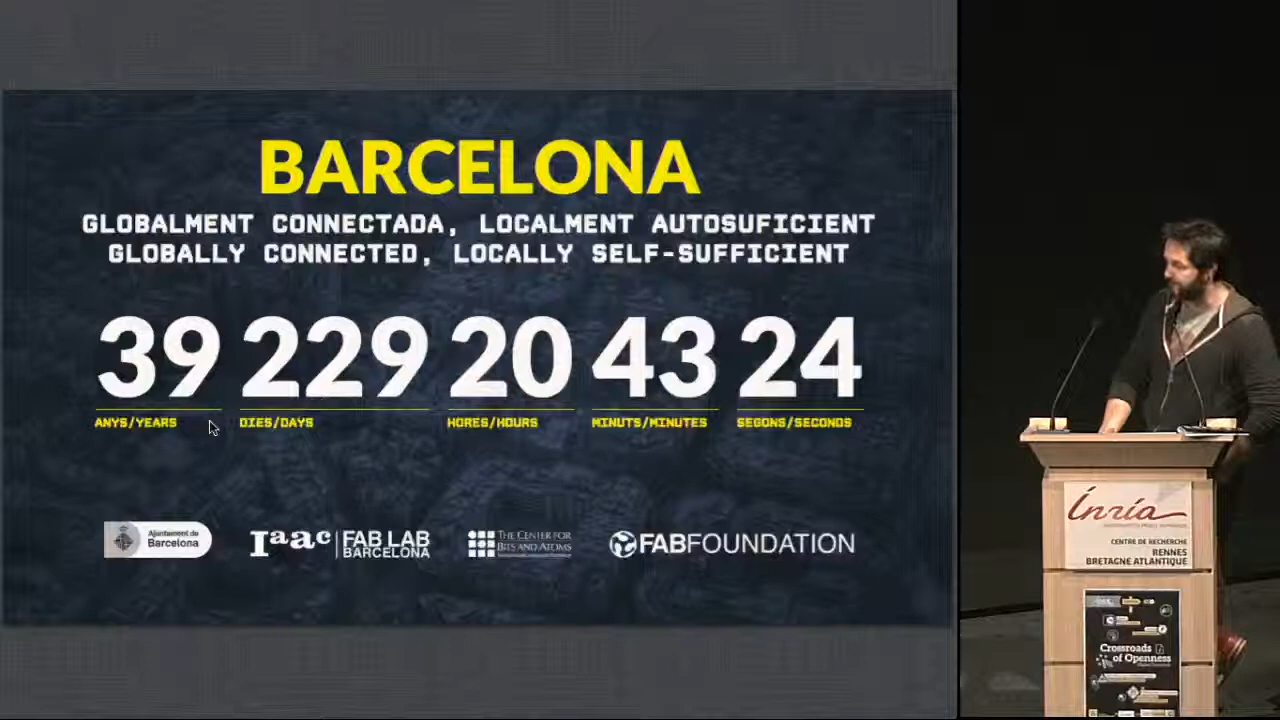 BARCELONA
GLOBALMENT CONNECTADA, LOCALMENT AUTOSUFICIENT
GLOBALLY CONNECTED, LOCALLY SELF-SUFFICIENT
39 229 20 43 24
ANYS/YEARS DIES/DAYS HORES/HOURS MINUTS/MINUTES SEGONS/SECONDS
Ajuntament de
Barcelona
Iaac
FAB LAB
BARCELONA
THE CENTER FOR
BITS AND ATOMS
FABFOUNDATION
Inria
CENTRE DE RECHERCHE
RENNES
BRETAGNE ATLANTIQUE
Crossroads
of Openness